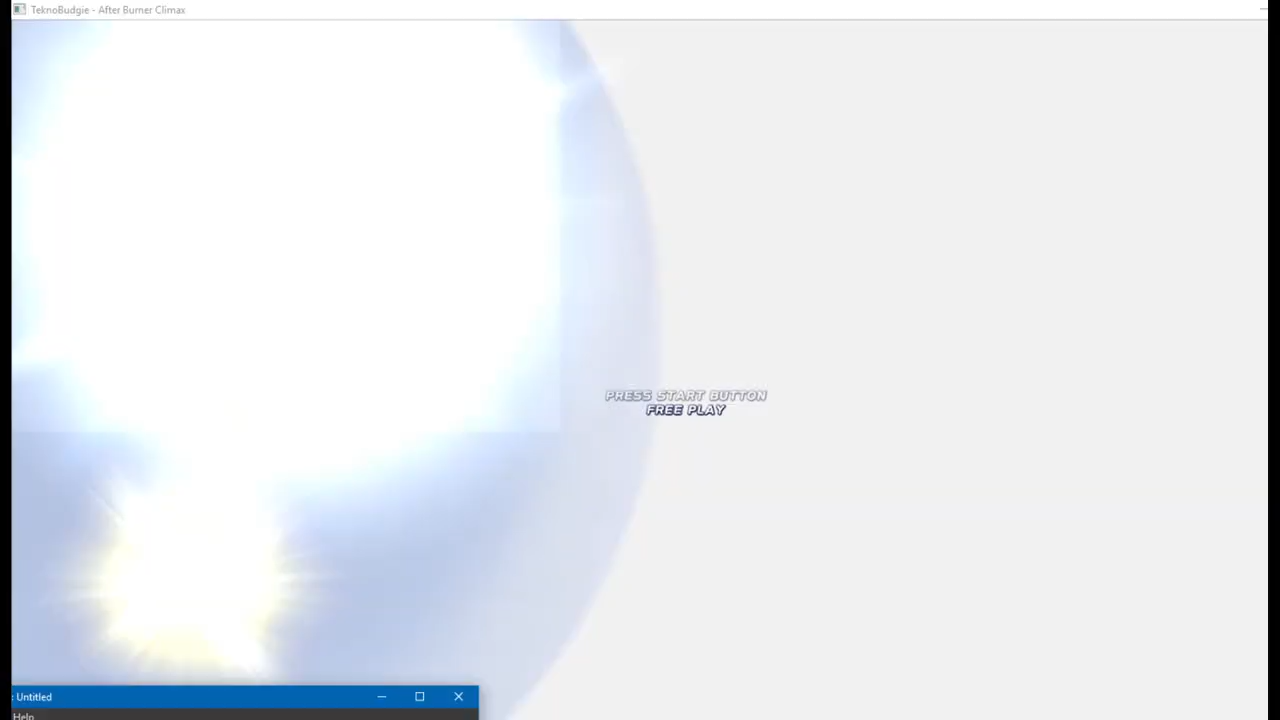 TeknoBudgie - After Burner Climax
PRESS START BUTTON
FREE PLAY
: Untitled
Help